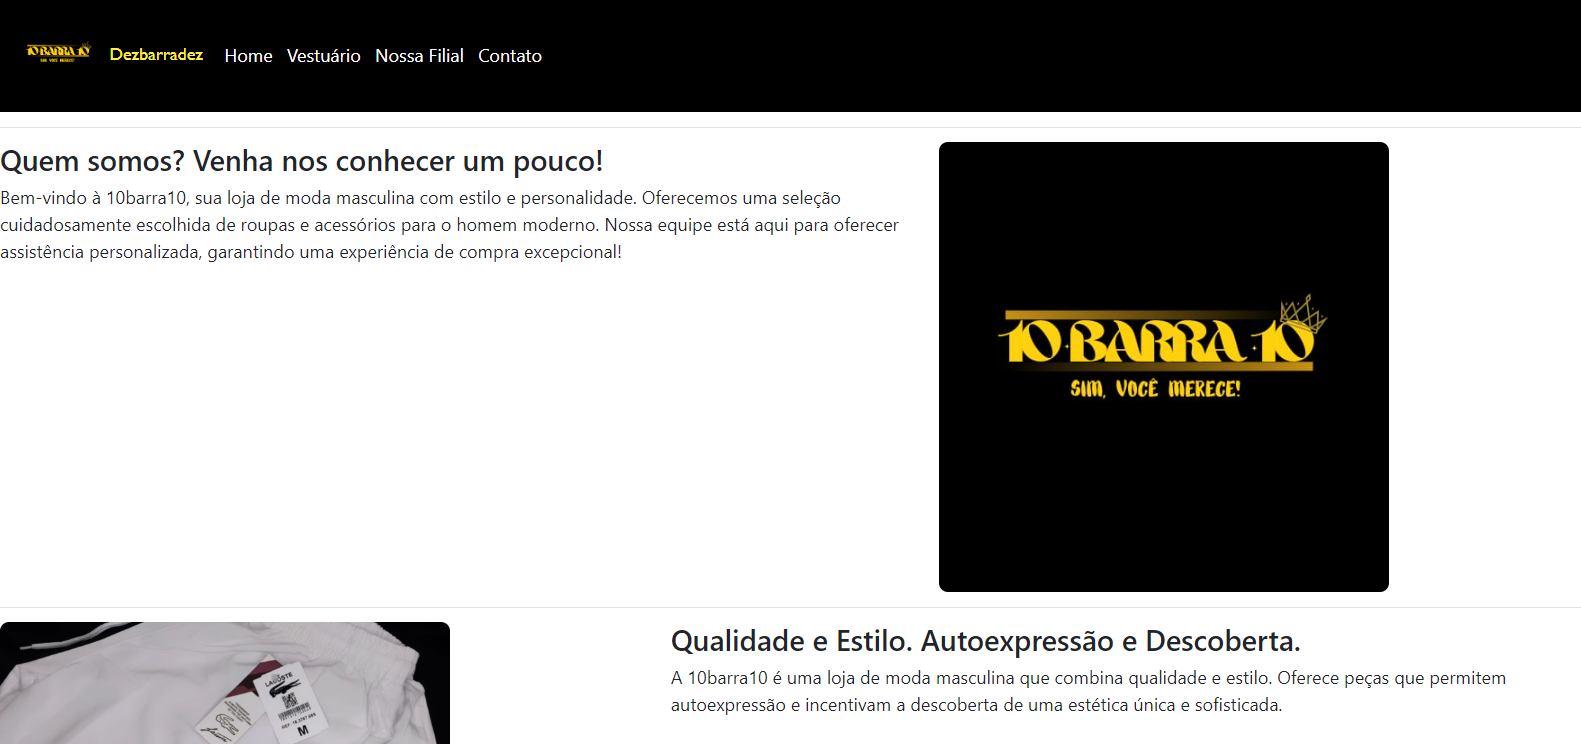 10 BARRA 10
SIM, VOCÊ MERECE!
Dezbarradez
Home Vestuário Nossa Filial Contato
Quem somos? Venha nos conhecer um pouco!
Bem-vindo à 10barra10, sua loja de moda masculina com estilo e personalidade. Oferecemos uma seleção
cuidadosamente escolhida de roupas e acessórios para o homem moderno. Nossa equipe está aqui para oferecer
assistência personalizada, garantindo uma experiência de compra excepcional!
10 BARRA 10
SIM, VOCÊ MERECE!
LACOSTE
M
Qualidade e Estilo. Autoexpressão e Descoberta.
A 10barra10 é uma loja de moda masculina que combina qualidade e estilo. Oferece peças que permitem
autoexpressão e incentivam a descoberta de uma estética única e sofisticada.